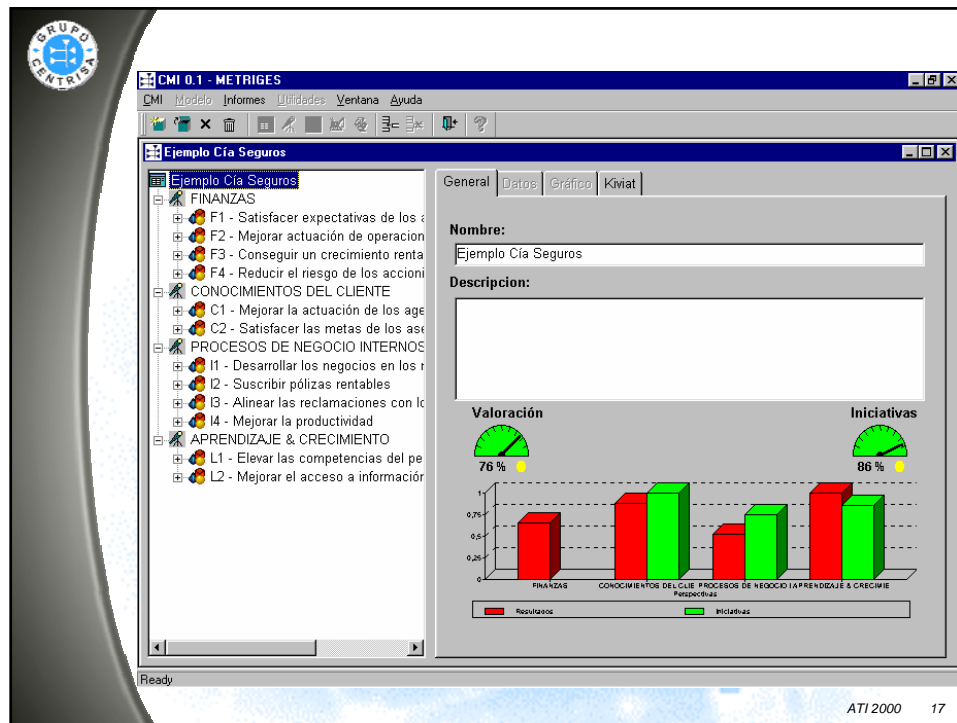 GRUPO
CENTRISA
CMI 0.1 - METRIGES
CMI Modelo Informes Utilidades Ventana Ayuda
Ejemplo Cía Seguros
Ejemplo Cía Seguros
FINANZAS
F1 - Satisfacer expectativas de los a
F2 - Mejorar actuación de operacion
F3 - Conseguir un crecimiento renta
F4 - Reducir el riesgo de los accioni
CONOCIMIENTOS DEL CLIENTE
C1 - Mejorar la actuación de los age
C2 - Satisfacer las metas de los ase
PROCESOS DE NEGOCIO INTERNOS
I1 - Desarrollar los negocios en los r
I2 - Suscribir pólizas rentables
I3 - Alinear las reclamaciones con lo
I4 - Mejorar la productividad
APRENDIZAJE & CRECIMIENTO
L1 - Elevar las competencias del pe
L2 - Mejorar el acceso a información
General Datos Gráfico Kiviat
Nombre:
Ejemplo Cía Seguros
Descripcion:
Valoración Iniciativas
76 % 86 %
1
0,75
0,5
0,25
0
FINANZAS CONOCIMIENTOS DEL CLIE PROCESOS DE NEGOCIO I APRENDIZAJE & CRECIMIE
Perspectivas
Resultados Iniciativas
Ready
ATI 2000 17